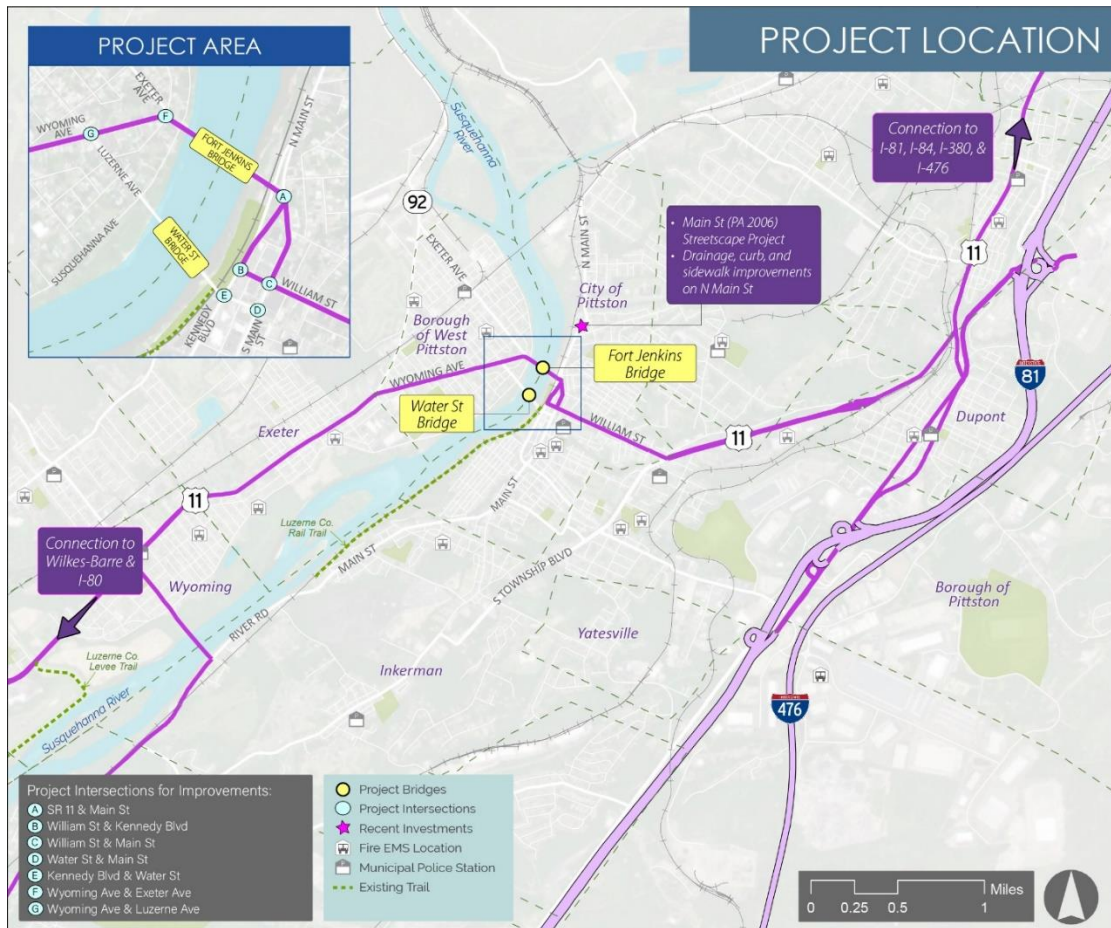 PROJECT LOCATION
PROJECT AREA
EXETER
AVE
WYOMING
AVE
G
F
FORT JENKINS
BRIDGE
N MAIN ST
LUZERNE AVE
A
SUSQUEHANNA AVE
WATER ST
BRIDGE
B
C
E
D
WILLIAM ST
KENNEDY
BLVD
S MAIN
ST
Susquehanna
River
92
EXETER AVE
N MAIN ST
Connection to
I-81, I-84, I-380, &
I-476
11
• Main St (PA 2006)
Streetscape Project
• Drainage, curb, and
sidewalk improvements
on N Main St
City of
Pittston
Borough
of West
Pittston
WYOMING AVE
Fort Jenkins
Bridge
Water St
Bridge
WILLIAM ST
11
81
Dupont
Exeter
11
MAIN ST
Luzerne Co.
Rail Trail
MAIN ST
S TOWNSHIP BLVD
Connection to
Wilkes-Barre &
I-80
Wyoming
RIVER RD
Yatesville
Borough of
Pittston
Luzerne Co.
Levee Trail
Inkerman
Susquehanna River
476
Project Intersections for Improvements:
A SR 11 & Main St
B William St & Kennedy Blvd
C William St & Main St
D Water St & Main St
E Kennedy Blvd & Water St
F Wyoming Ave & Exeter Ave
G Wyoming Ave & Luzerne Ave
Project Bridges
Project Intersections
Recent Investments
Fire EMS Location
Municipal Police Station
Existing Trail
Miles
0 0.25 0.5 1